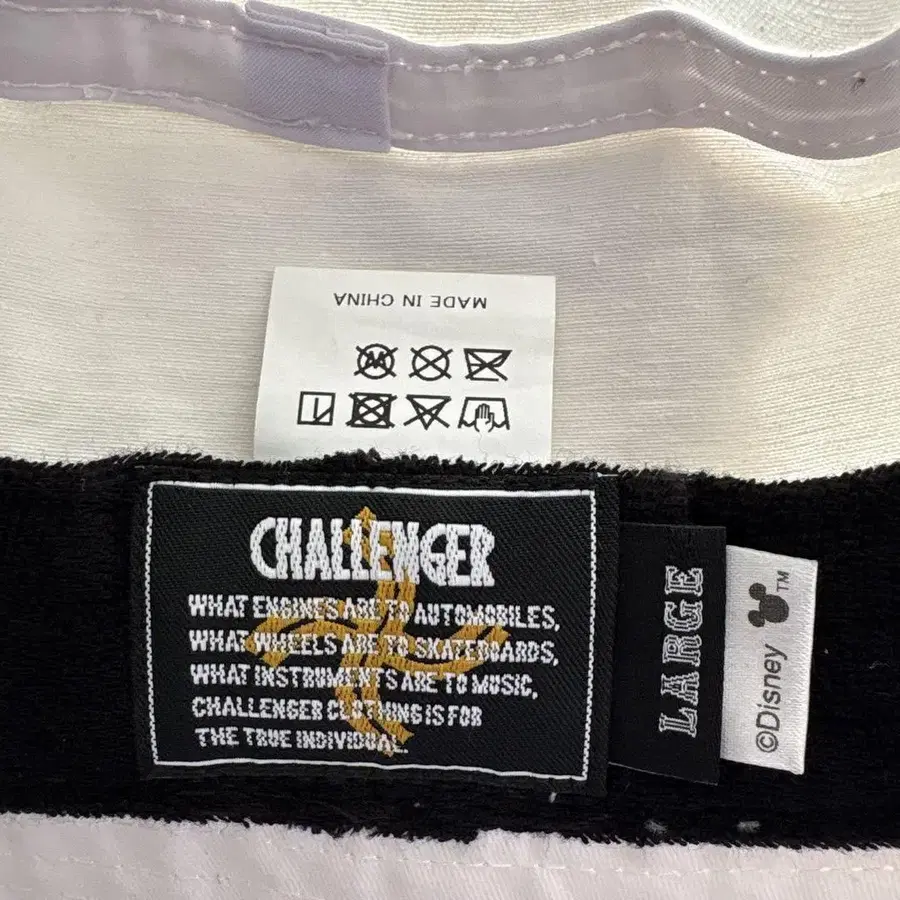 MADE IN CHINA
CHALLENGER
WHAT ENGINES ARE TO AUTOMOBILES,
WHAT WHEELS ARE TO SKATEBOARDS,
WHAT INSTRUMENTS ARE TO MUSIC,
CHALLENGER CLOTHING IS FOR
THE TRUE INDIVIDUAL.
LARGE
©Disney TM